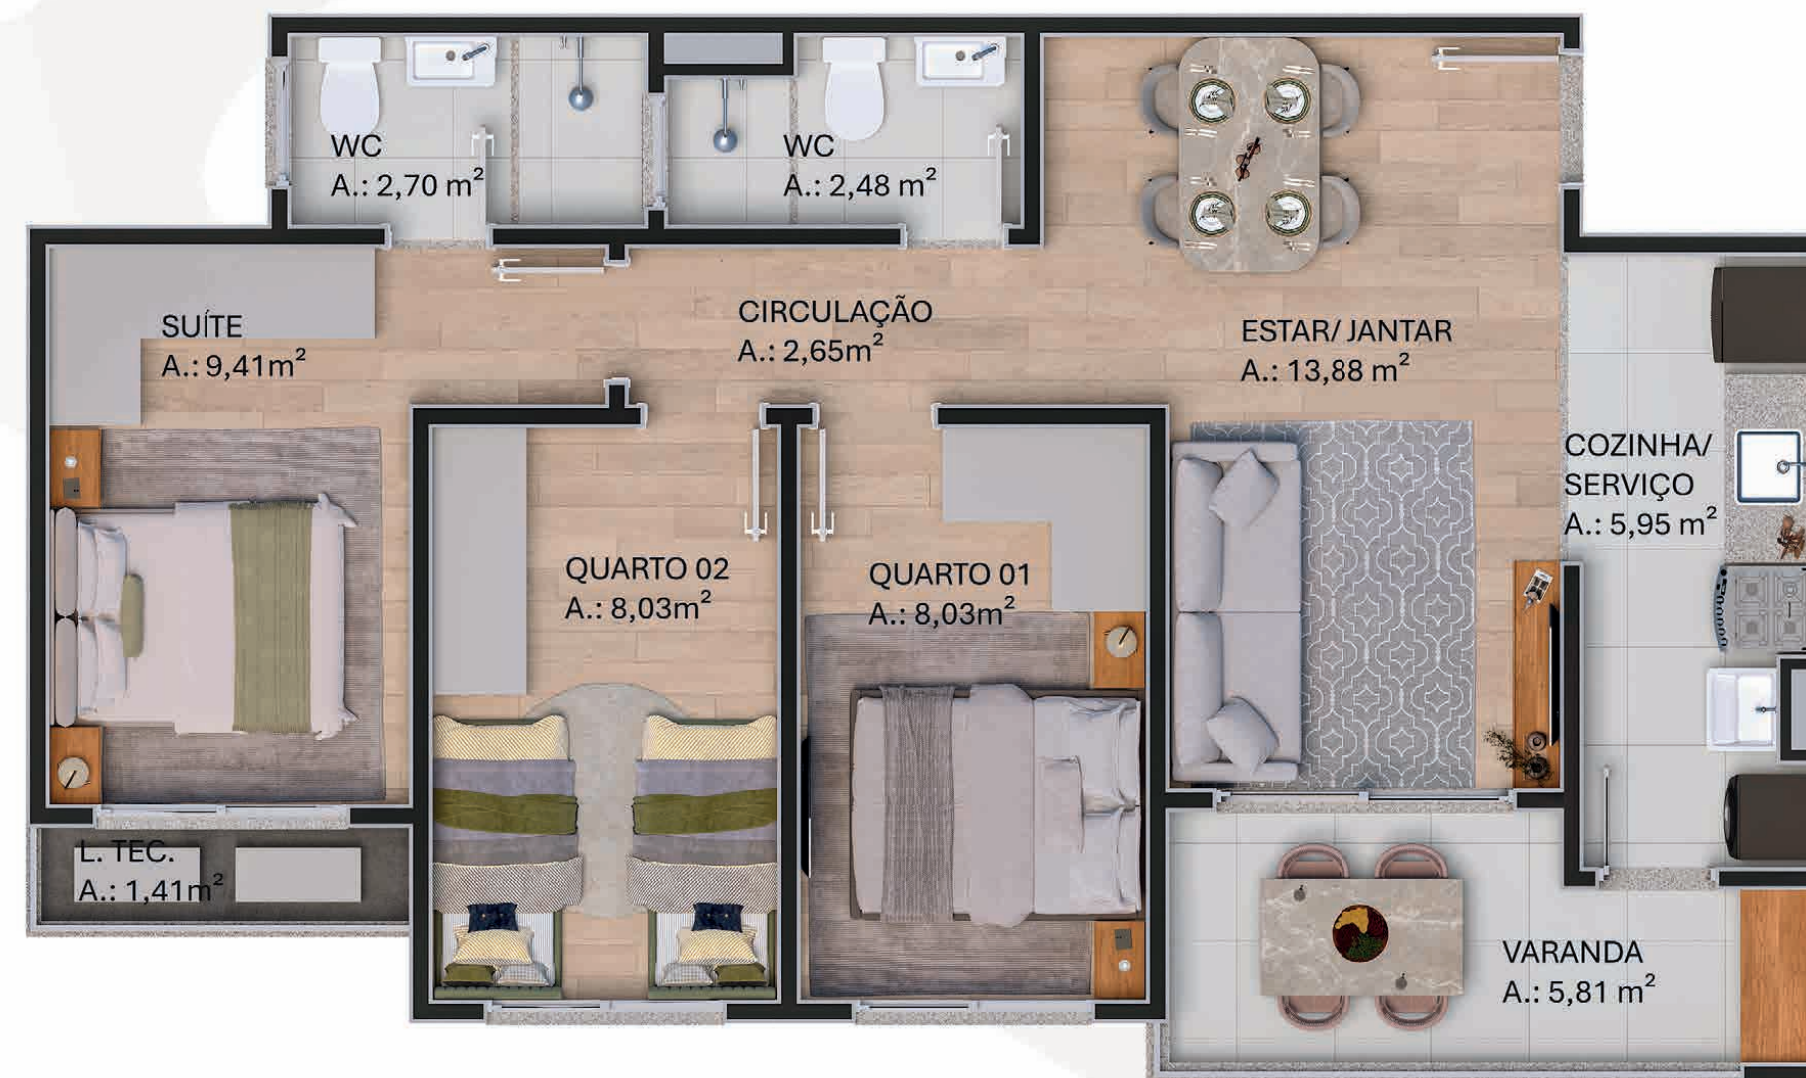 WC
A.: 2,70 m²
WC
A.: 2,48 m²
SUÍTE
A.: 9,41m²
CIRCULAÇÃO
A.: 2,65m²
ESTAR/ JANTAR
A.: 13,88 m²
COZINHA/
SERVIÇO
A.: 5,95 m²
QUARTO 02
A.: 8,03m²
QUARTO 01
A.: 8,03m²
L. TEC.
A.: 1,41m²
VARANDA
A.: 5,81 m²